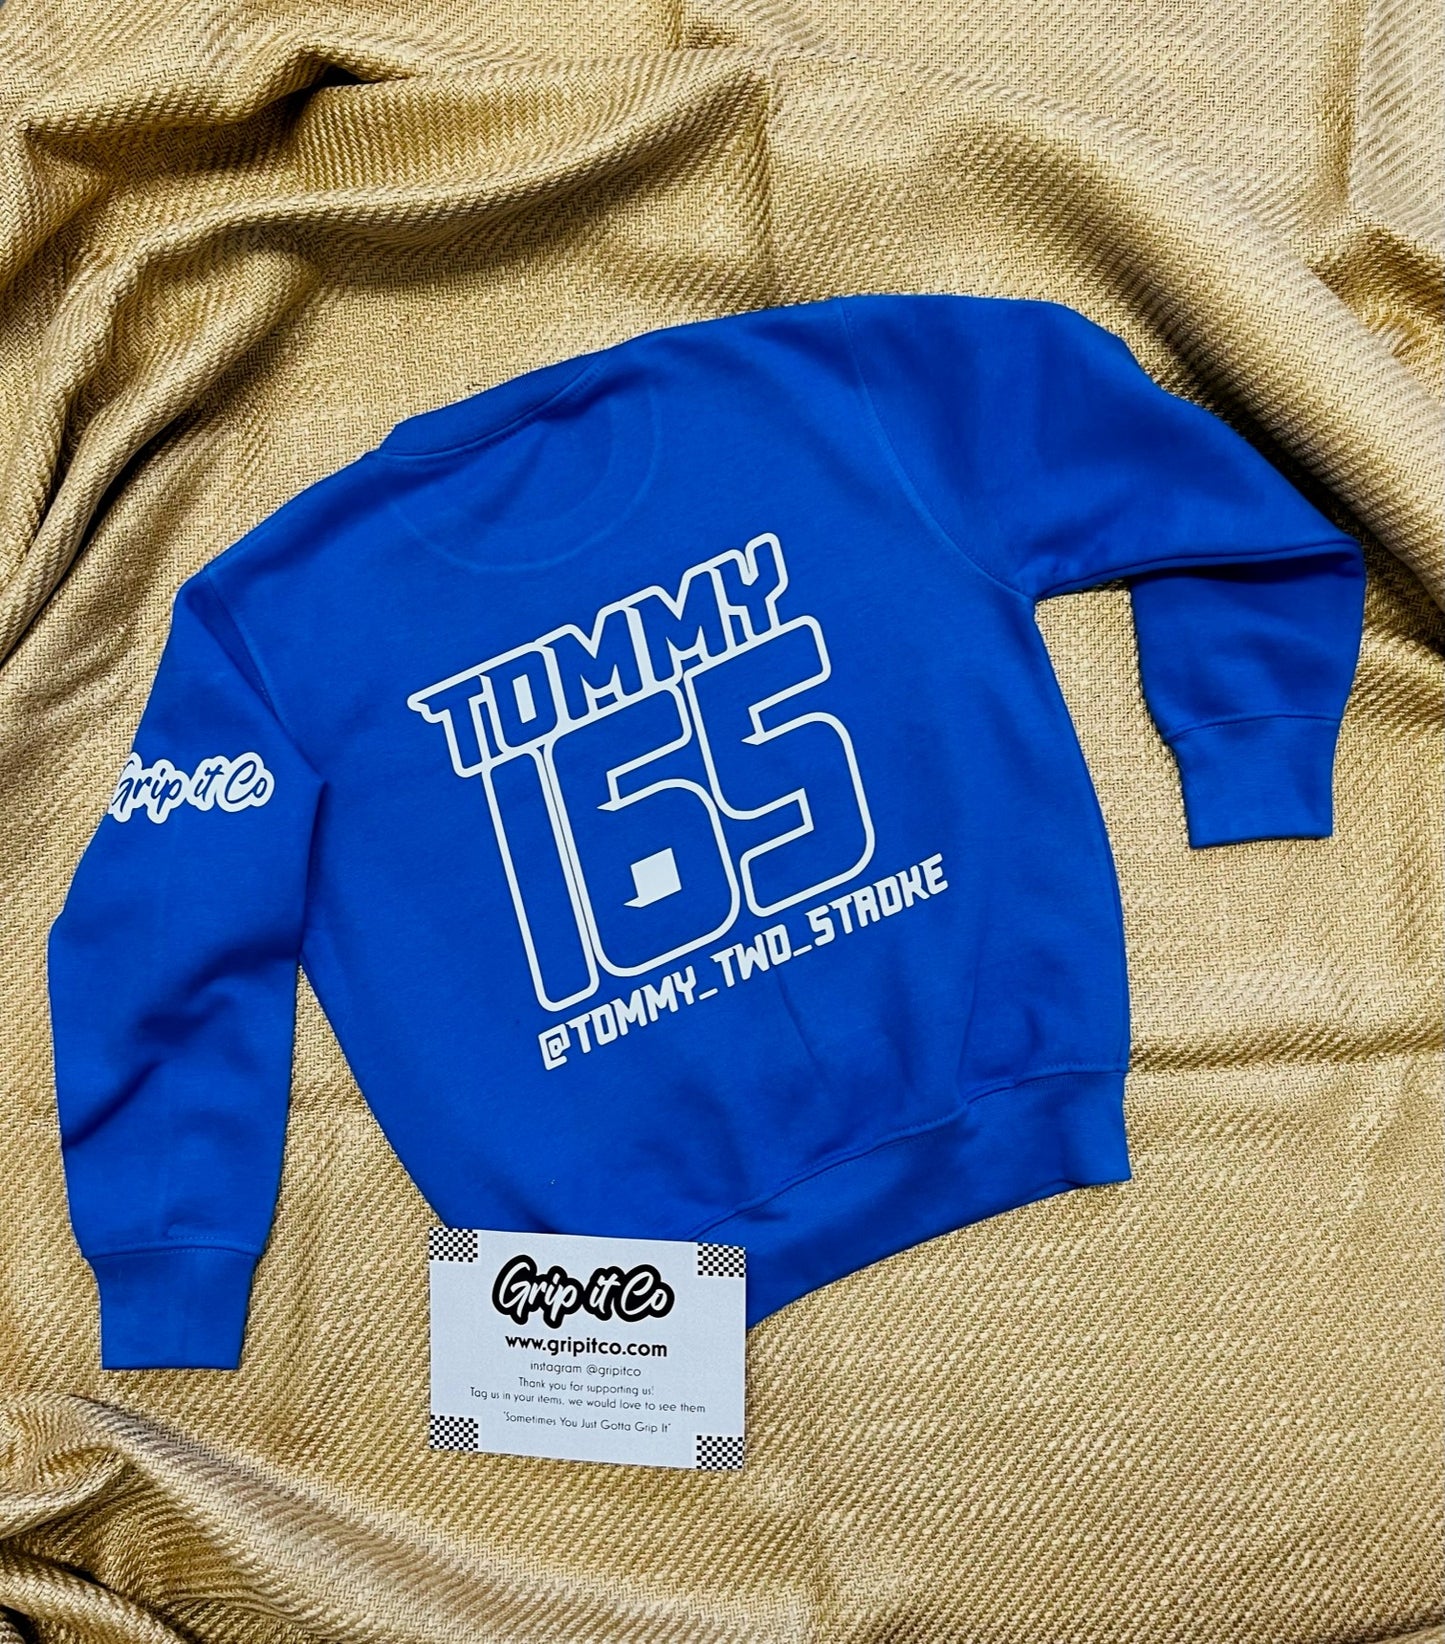 TOMMY
165
@TOMMY_TWO_STROKE
Grip it Co
Grip it Co
www.gripitco.com
instagram @gripitco
Thank you for supporting us!
Tag us in your items, we would love to see them
"Sometimes You Just Gotta Grip It"